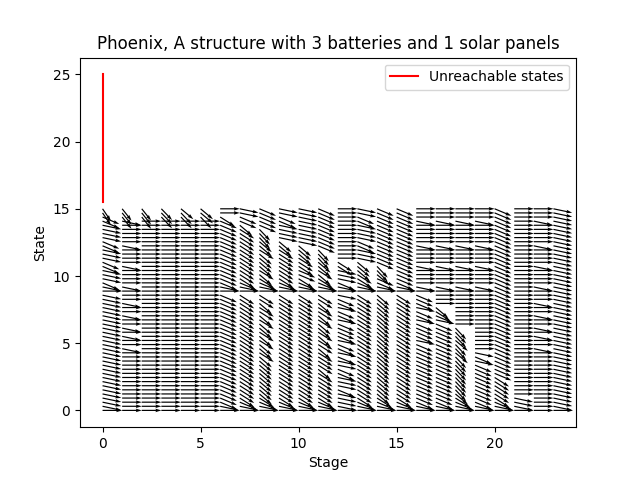 Phoenix, A structure with 3 batteries and 1 solar panels
Unreachable states
25
20
15
10
5
0
State
0 5 10 15 20
Stage